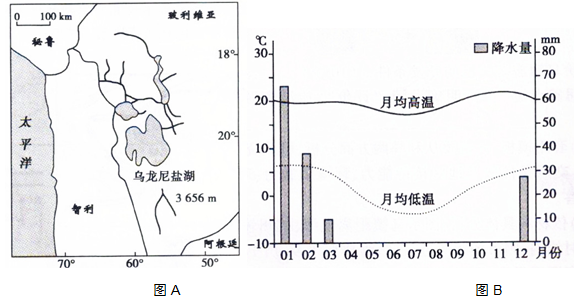 0 100 km
玻利维亚
秘鲁
18°
太平洋
20°
乌龙尼盐湖
3 656 m
智利
阿根廷
70° 60° 50° 45°
图A
℃ mm
降水量
30 80
70
20 月均高温 60
50
10 40
30
0 月均低温 20
10
-10 0
01 02 03 04 05 06 07 08 09 10 11 12 月份
图B